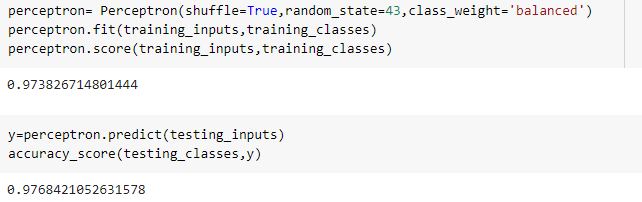 perceptron= Perceptron(shuffle=True,random_state=43,class_weight='balanced')
perceptron.fit(training_inputs,training_classes)
perceptron.score(training_inputs,training_classes)
0.973826714801444
y=perceptron.predict(testing_inputs)
accuracy_score(testing_classes,y)
0.9768421052631578